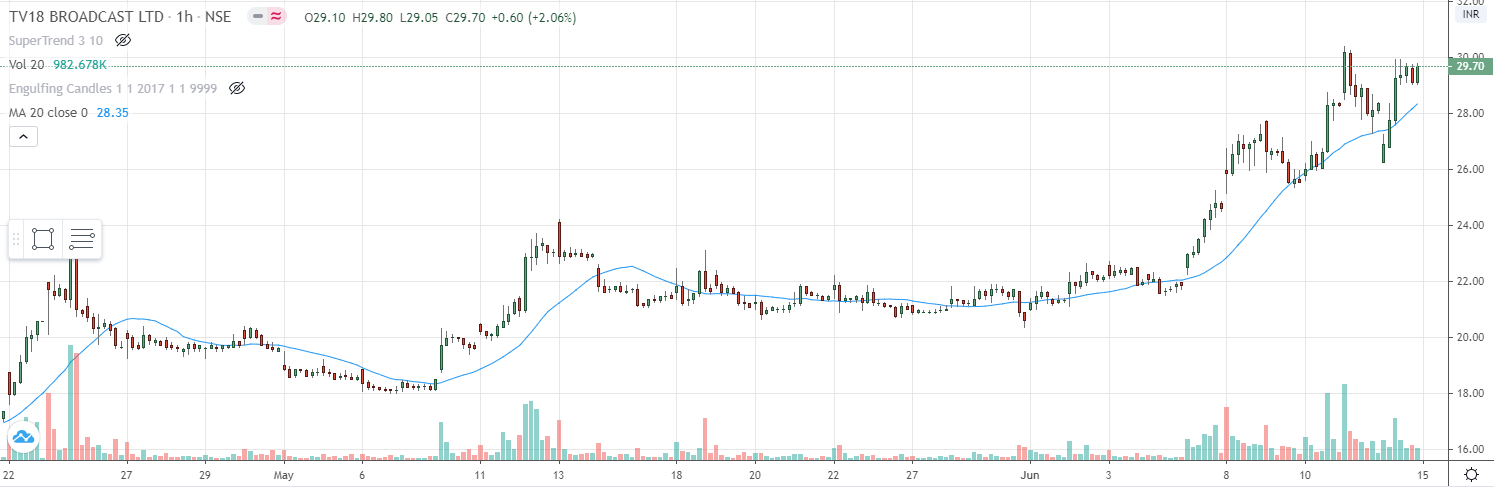 TV18 BROADCAST LTD · 1h · NSE O29.10 H29.80 L29.05 C29.70 +0.60 (+2.06%)
SuperTrend 3 10
Vol 20 982.678K
Engulfing Candles 1 1 2017 1 1 9999
MA 20 close 0 28.35
32.00
INR
30.00
29.70
28.00
26.00
24.00
22.00
20.00
18.00
16.00
22 27 29 May 6 11 13 18 20 22 27 Jun 3 8 10 15